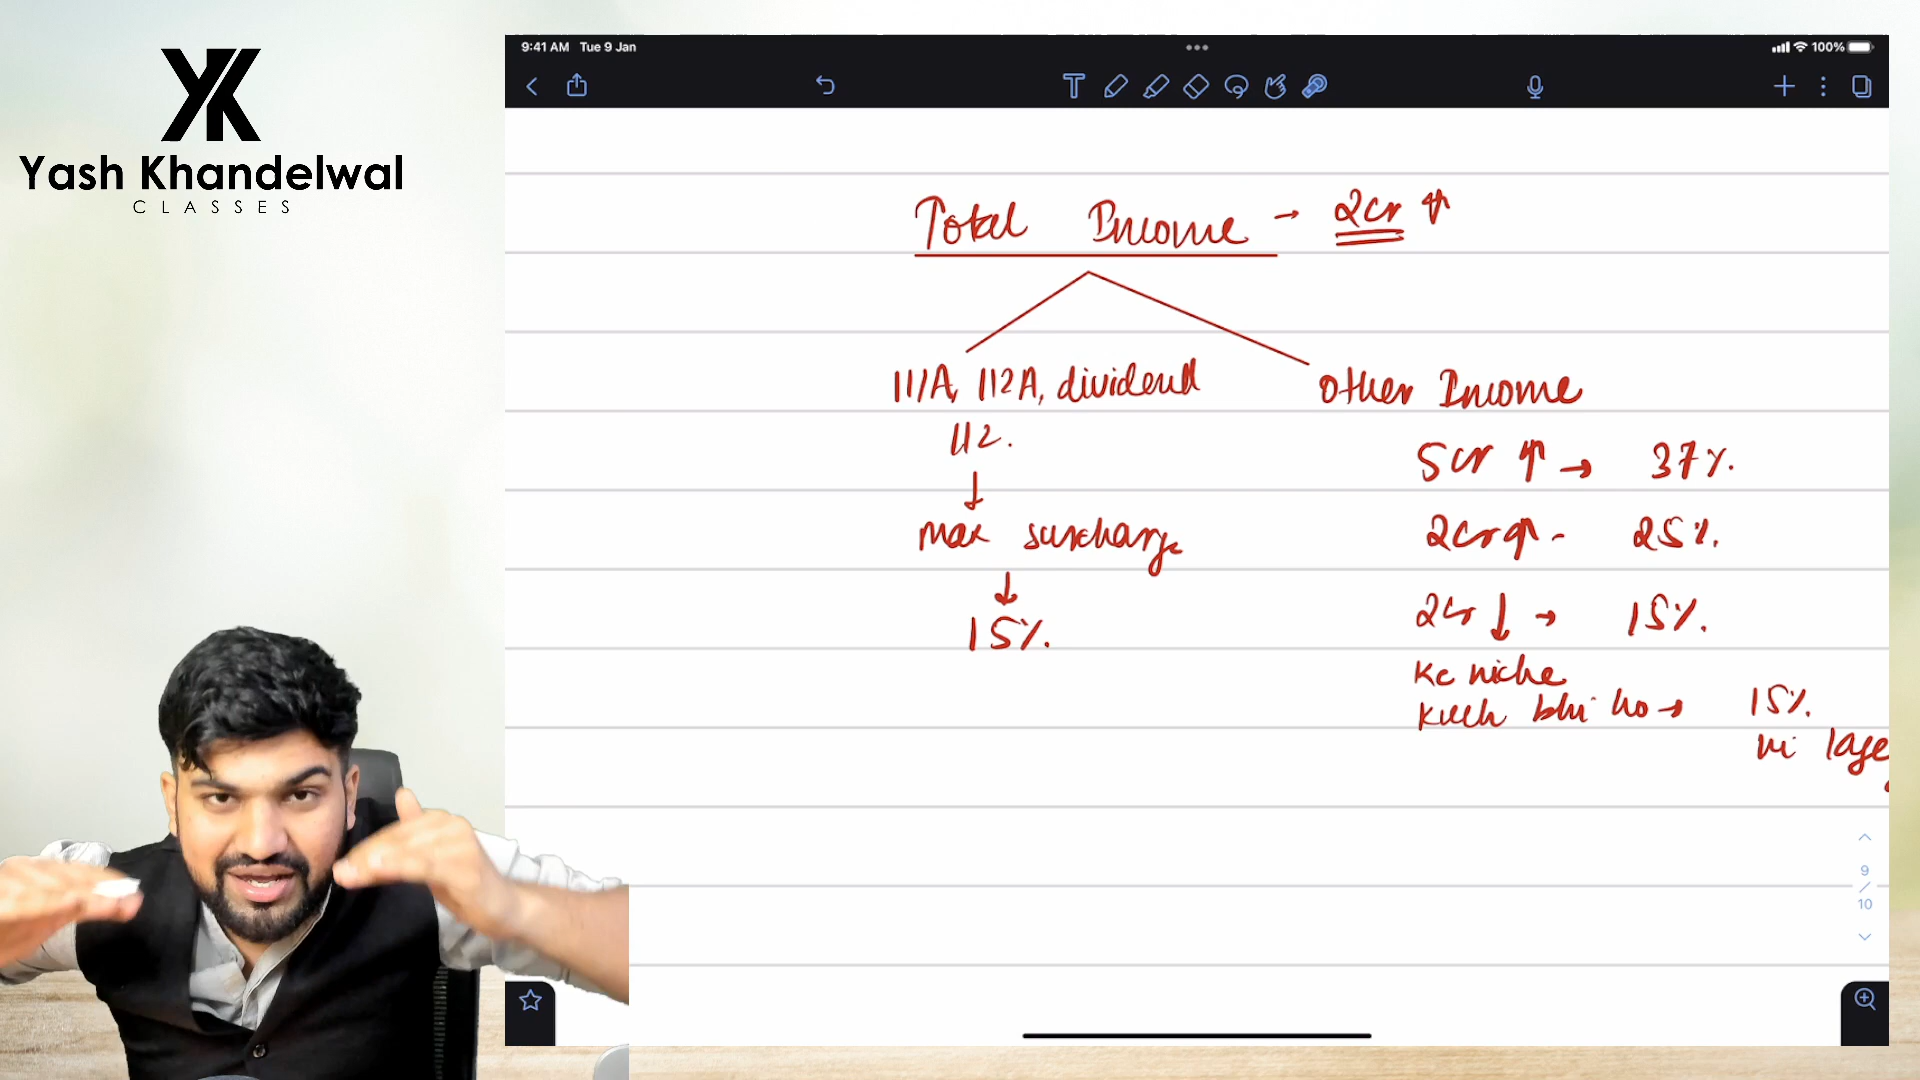 YK
Yash Khandelwal
CLASSES
9:41 AM Tue 9 Jan
100%
Total Income → 2cr ↑
111A, 112A, dividend
112.
↓
max surcharge
↓
15%.
Other Income
5cr ↑ → 37%.
2cr ↑ - 25%.
2cr ↓ → 15%.
Ke niche
Kuch bhi ho → 15%.
hi lage
9
/
10